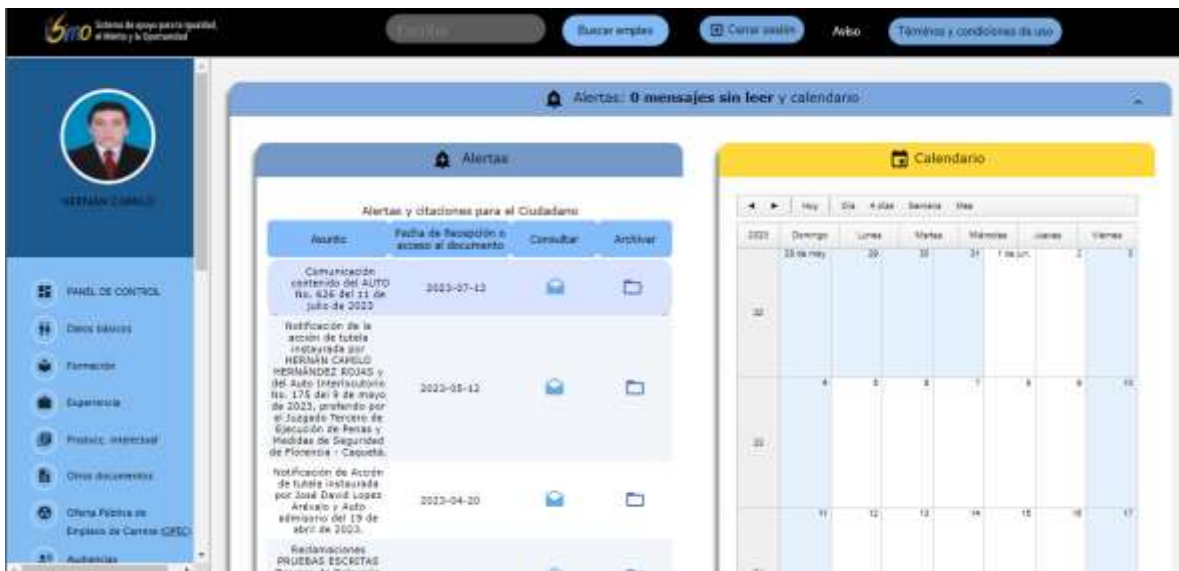 Simo Sistema de apoyo para la Igualdad,
el Mérito y la Oportunidad
Escritor
Buscar empleo
Cerrar sesión
Aviso
Términos y condiciones de uso
HERNÁN CAMILO
PANEL DE CONTROL
Datos básicos
Formación
Experiencia
Produc. intelectual
Otros documentos
Oferta Pública de
Empleos de Carrera (OPEC)
Audiencias
Alertas: 0 mensajes sin leer y calendario
Alertas
Alertas y citaciones para el Ciudadano
Asunto
Fecha de Recepción o
acceso al documento
Consultar
Archivar
Comunicación
contenido del AUTO
No. 626 del 11 de
julio de 2023
2023-07-13
Notificación de la
acción de tutela
instaurada por
HERNÁN CAMILO
HERNÁNDEZ ROJAS y
del Auto Interlocutorio
No. 175 del 9 de mayo
de 2023, proferido por
el Juzgado Tercero de
Ejecución de Penas y
Medidas de Seguridad
de Florencia - Caquetá.
2023-05-12
Notificación de Acción
de tutela instaurada
por José David Lopez
Arévalo y Auto
admisorio del 19 de
abril de 2023.
2023-04-20
Reclamaciones
PRUEBAS ESCRITAS
Calendario
Hoy Día 4 días Semana Mes
2023 Domingo Lunes Martes Miércoles Jueves Viernes
28 de may. 29 30 31 1 de jun. 2 3
22
4 5 6 7 8 9 10
23
11 12 13 14 15 16 17